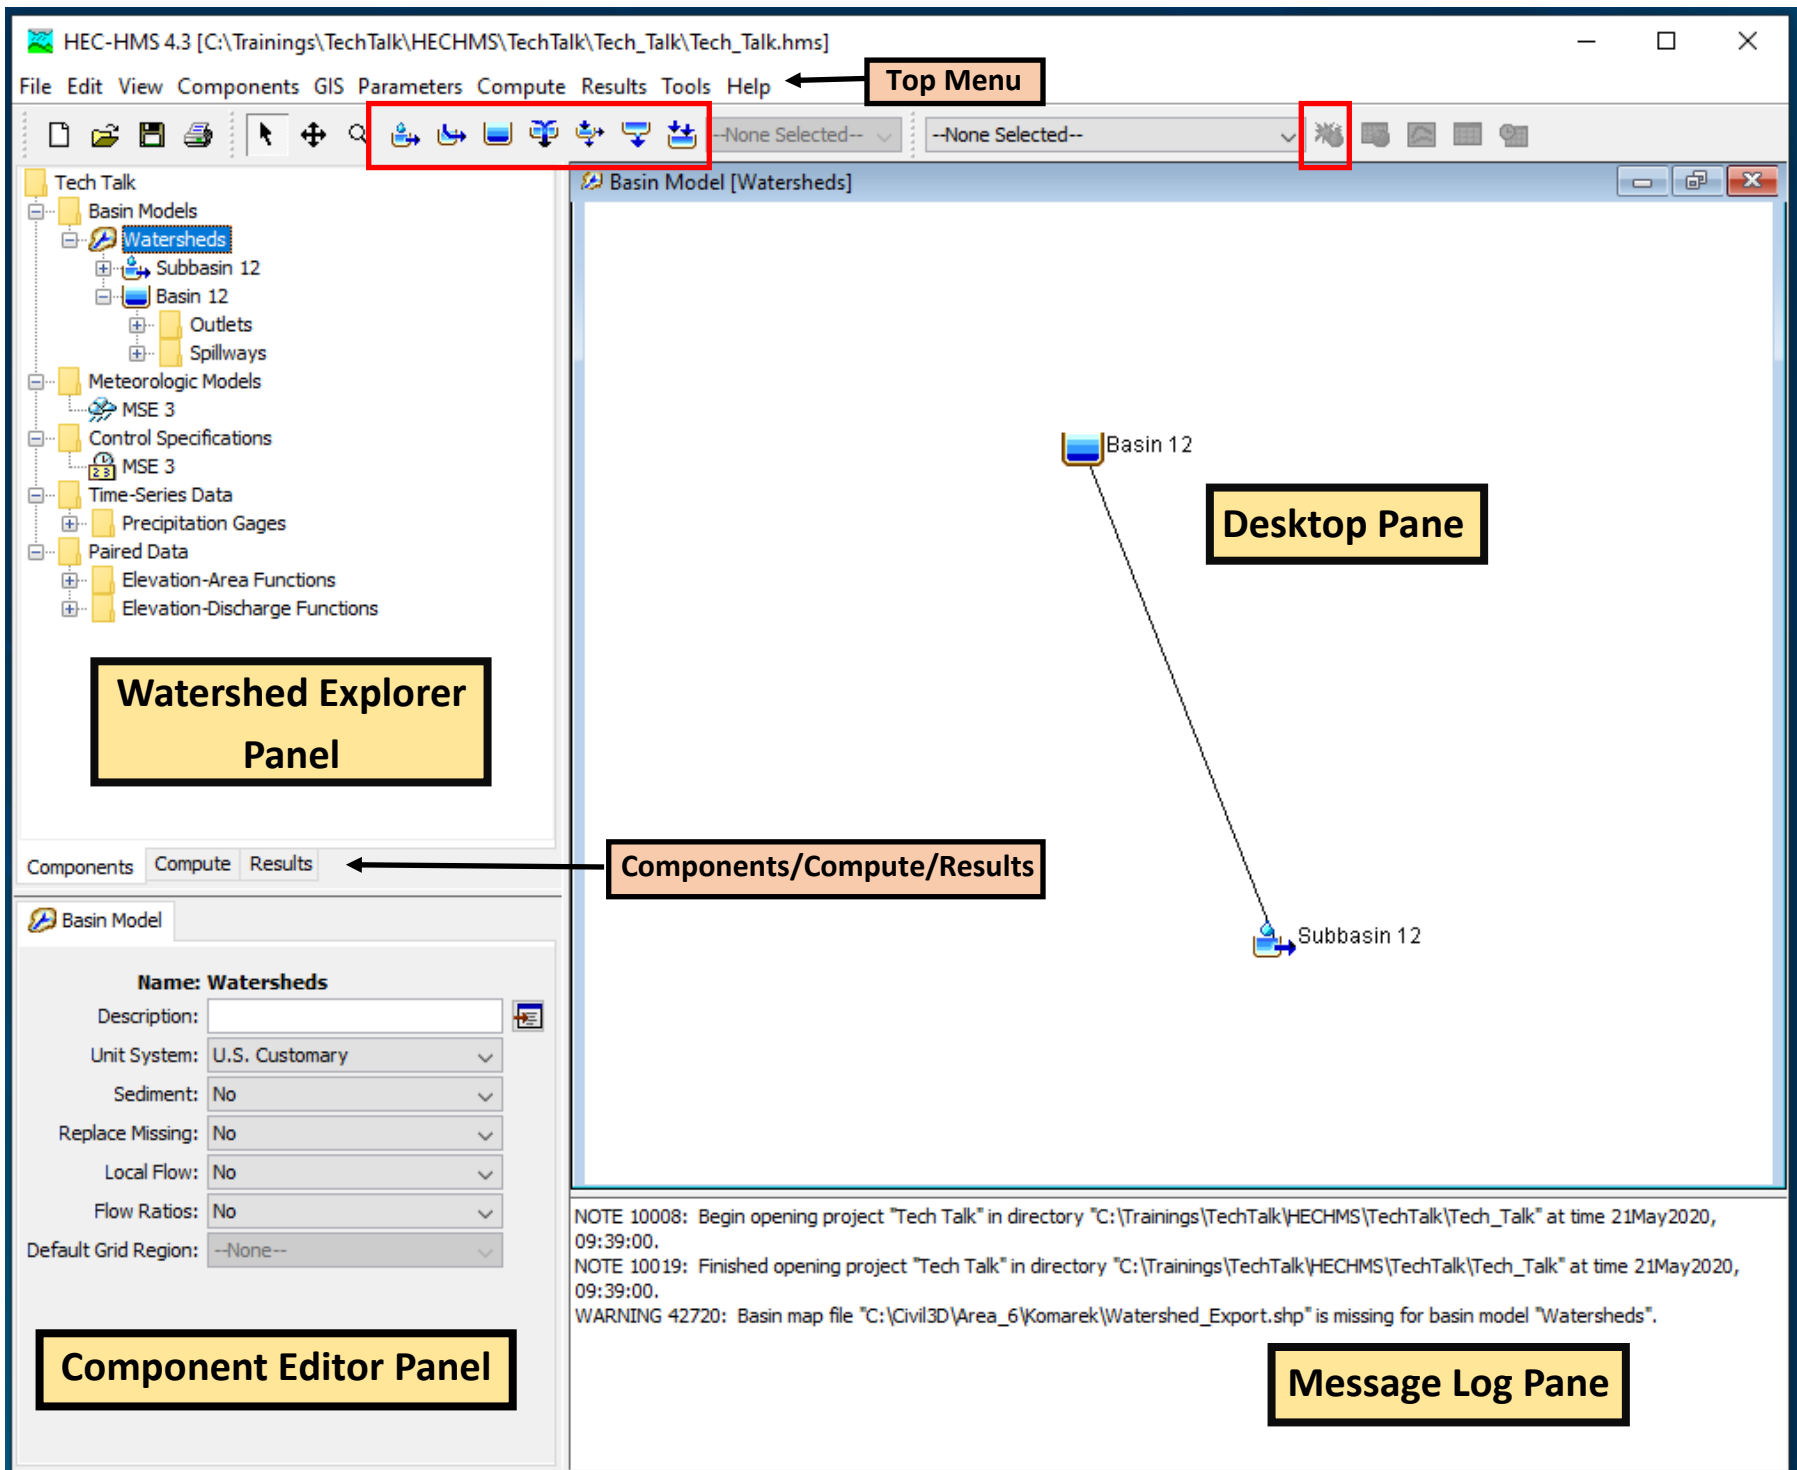 HEC-HMS 4.3 [C:\Trainings\TechTalk\HECHMS\TechTalk\Tech_Talk\Tech_Talk.hms]
File Edit View Components GIS Parameters Compute Results Tools Help
Top Menu
--None Selected--
--None Selected--
Tech Talk
Basin Models
Watersheds
Subbasin 12
Basin 12
Outlets
Spillways
Meteorologic Models
MSE 3
Control Specifications
MSE 3
Time-Series Data
Precipitation Gages
Paired Data
Elevation-Area Functions
Elevation-Discharge Functions
Watershed Explorer
Panel
Components Compute Results
Components/Compute/Results
Basin Model [Watersheds]
Basin 12
Desktop Pane
Subbasin 12
Basin Model
Name: Watersheds
Description:
Unit System: U.S. Customary
Sediment: No
Replace Missing: No
Local Flow: No
Flow Ratios: No
Default Grid Region: --None--
Component Editor Panel
NOTE 10008: Begin opening project "Tech Talk" in directory "C:\Trainings\TechTalk\HECHMS\TechTalk\Tech_Talk" at time 21May2020,
09:39:00.
NOTE 10019: Finished opening project "Tech Talk" in directory "C:\Trainings\TechTalk\HECHMS\TechTalk\Tech_Talk" at time 21May2020,
09:39:00.
WARNING 42720: Basin map file "C:\Civil3D\Area_6\Komarek\Watershed_Export.shp" is missing for basin model "Watersheds".
Message Log Pane